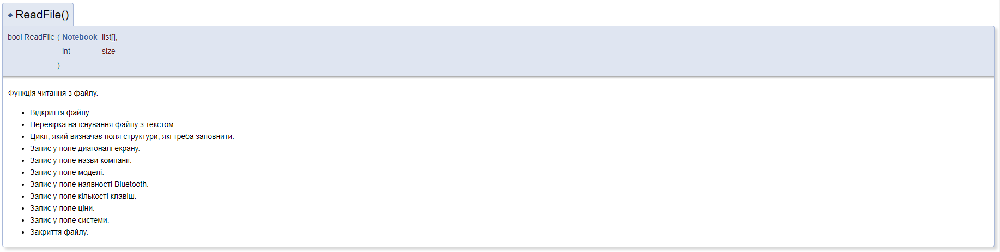 ReadFile()
bool ReadFile ( Notebook list[],
int size
)
Функція читання з файлу.
Відкриття файлу.
Перевірка на існування файлу з текстом.
Цикл, який визначає поля структури, які треба заповнити.
Запис у поле диагоналі екрану.
Запис у поле назви компанії.
Запис у поле моделі.
Запис у поле наявності Bluetooth.
Запис у поле кількості клавіш.
Запис у поле ціни.
Запис у поле системи.
Закриття файлу.